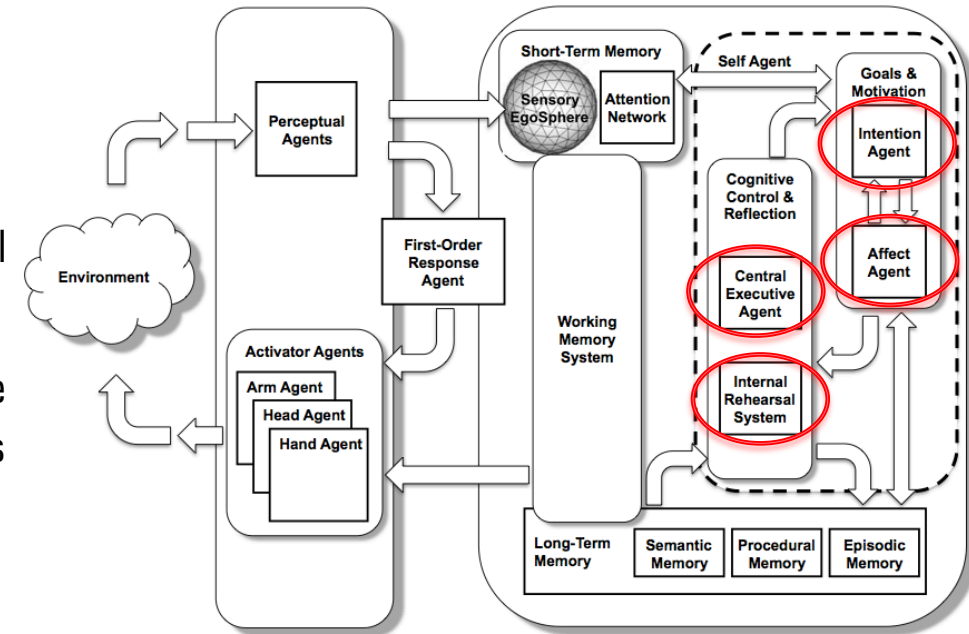 Short-Term Memory
Sensory
EgoSphere
Attention
Network
Self Agent
Goals &
Motivation
Intention
Agent
Affect
Agent
Perceptual
Agents
Cognitive
Control &
Reflection
Central
Executive
Agent
Internal
Rehearsal
System
First-Order
Response
Agent
Environment
Working
Memory
System
Activator Agents
Arm Agent
Head Agent
Hand Agent
Long-Term
Memory
Semantic
Memory
Procedural
Memory
Episodic
Memory
l
e
s